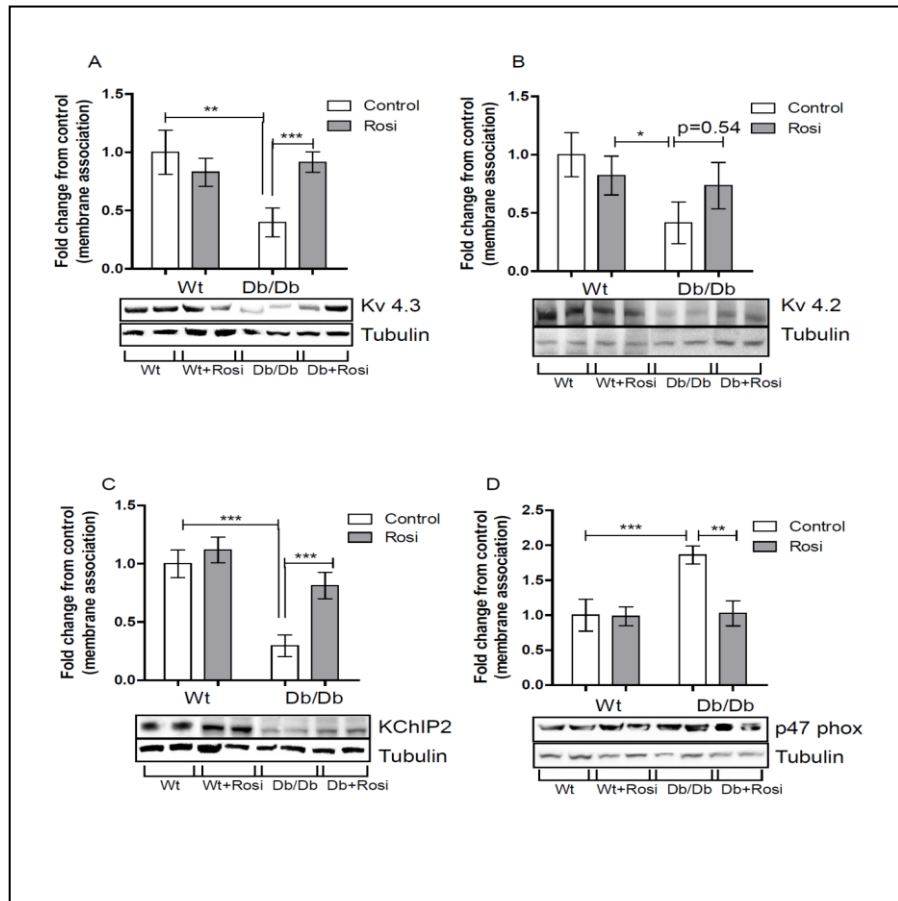 A
Fold change from control
(membrane association)
1.5
1.0
0.5
0.0
**
***
Control
Rosi
Wt Db/Db
Kv 4.3
Tubulin
Wt Wt+Rosi Db/Db Db+Rosi
B
Fold change from control
(membrane association)
1.5
1.0
0.5
0.0
*
p=0.54
Control
Rosi
Wt Db/Db
Kv 4.2
Tubulin
Wt Wt+Rosi Db/Db Db+Rosi
C
Fold change from control
(membrane association)
1.5
1.0
0.5
0.0
***
***
Control
Rosi
Wt Db/Db
KChIP2
Tubulin
Wt Wt+Rosi Db/Db Db+Rosi
D
Fold change from control
(membrane association)
2.5
2.0
1.5
1.0
0.5
0.0
***
**
Control
Rosi
Wt Db/Db
p47 phox
Tubulin
Wt Wt+Rosi Db/Db Db+Rosi